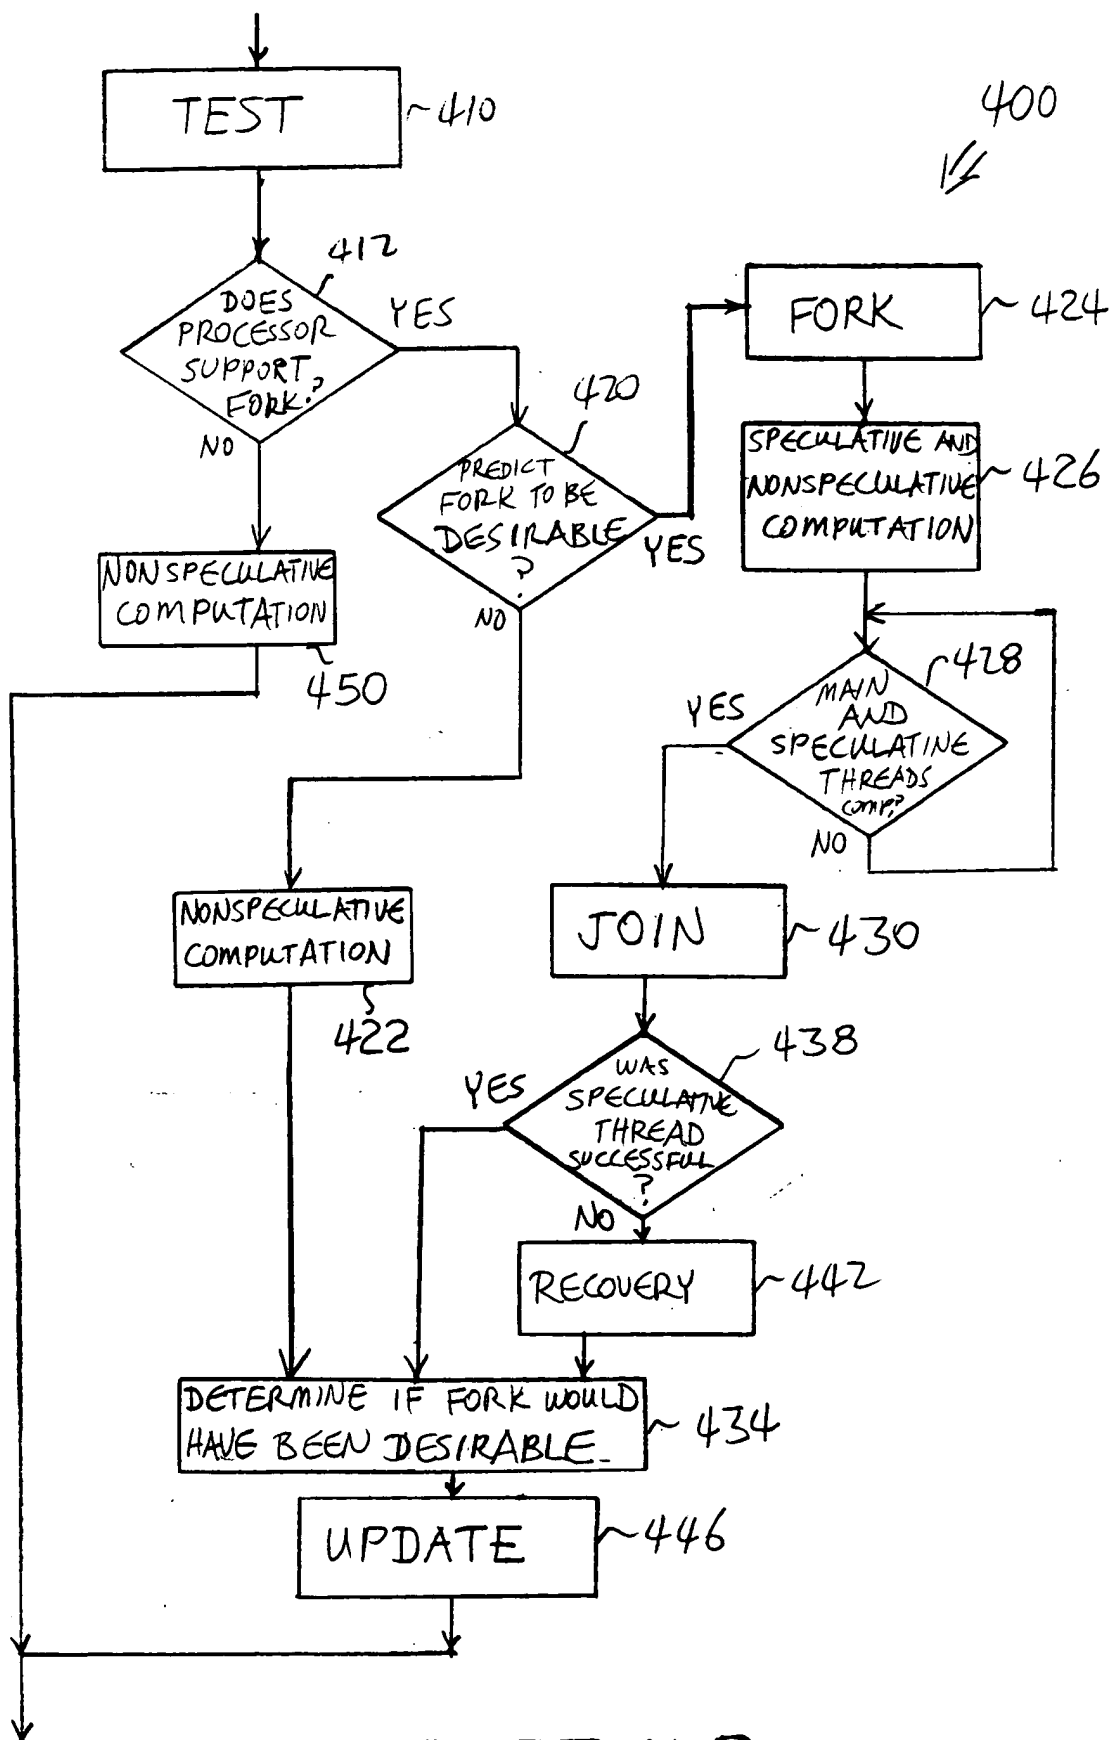 TEST
410
400
412
DOES
PROCESSOR
SUPPORT
FORK?
YES
NO
FORK
424
420
PREDICT
FORK TO BE
DESIRABLE
?
YES
NO
SPECULATIVE AND
NONSPECULATIVE
COMPUTATION
426
NONSPECULATIVE
COMPUTATION
450
428
MAIN
AND
SPECULATINE
THREADS
COMP?
YES
NO
NONSPECULATIVE
COMPUTATION
422
JOIN
430
438
WAS
SPECULATIVE
THREAD
SUCCESSFUL
?
YES
NO
RECOVERY
442
DETERMINE IF FORK WOULD
HAVE BEEN DESIRABLE.
434
UPDATE
446